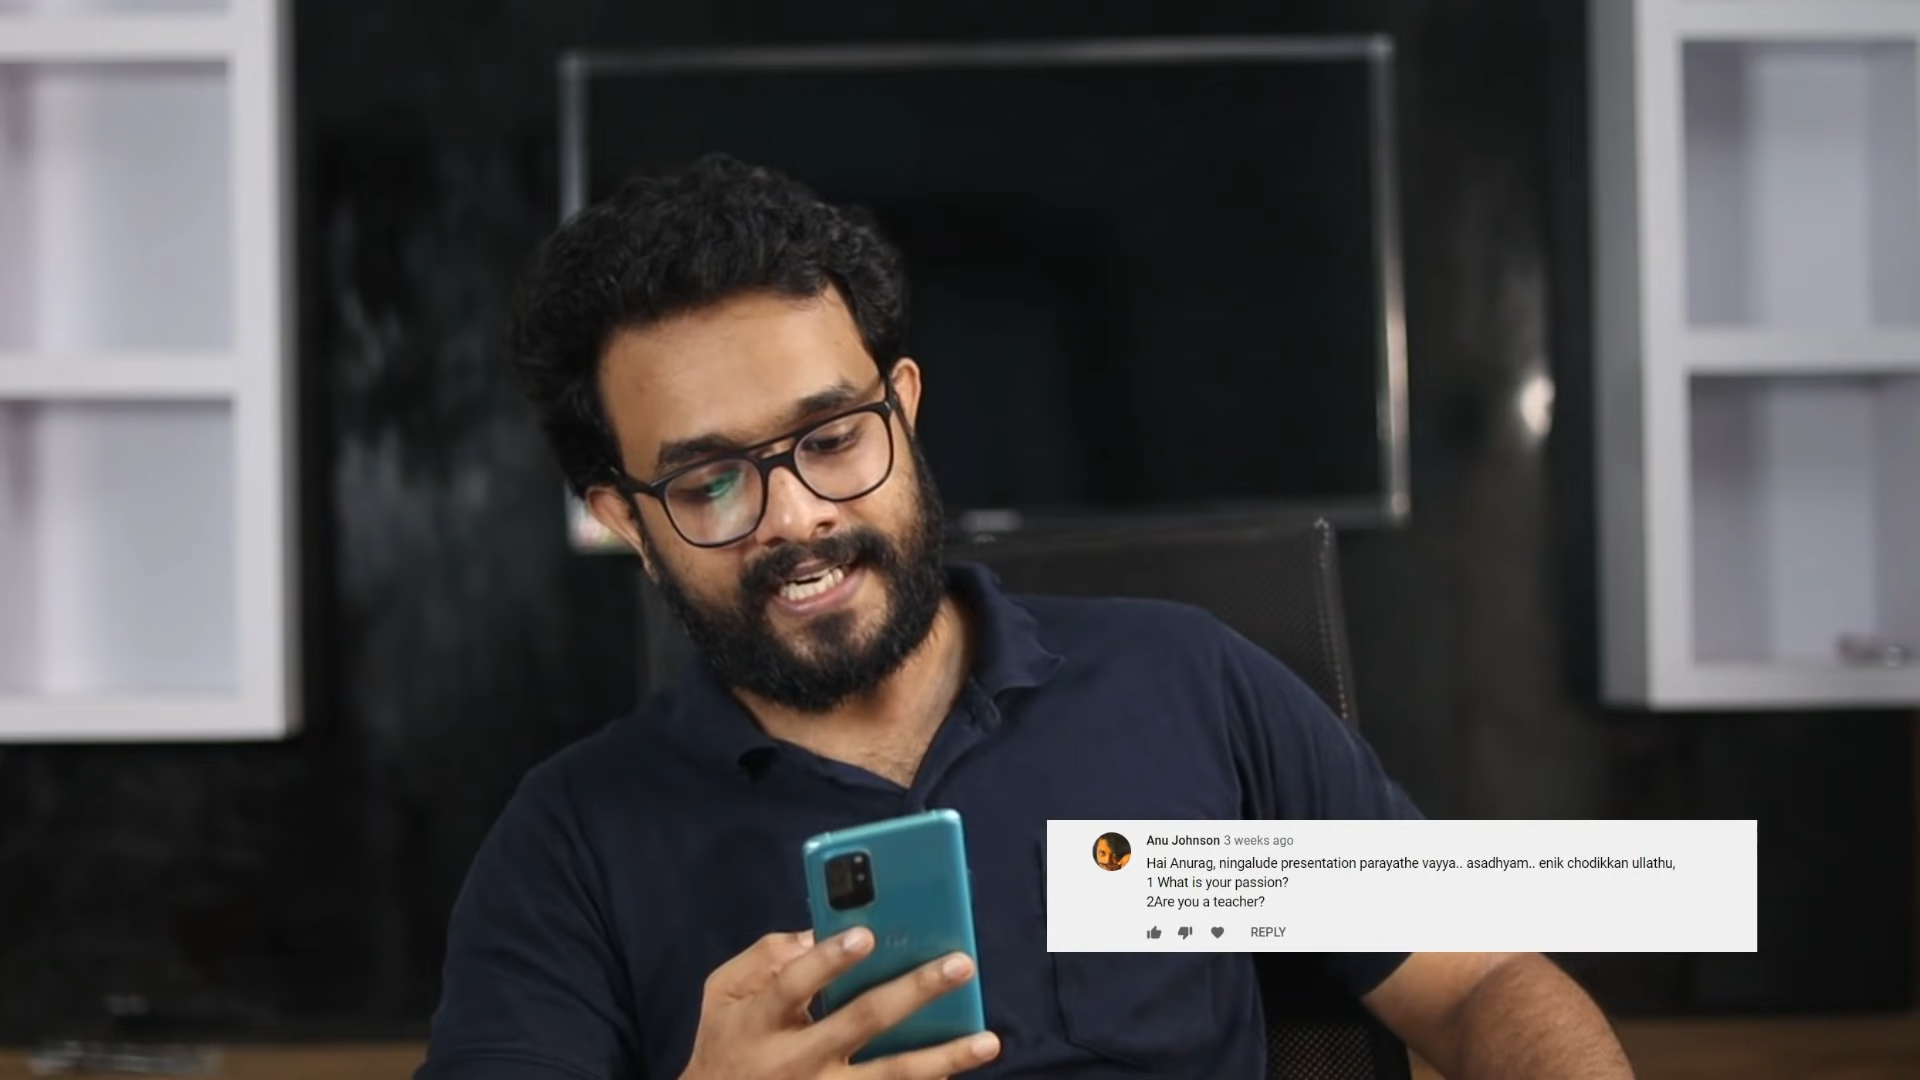 Anu Johnson 3 weeks ago
Hai Anurag, ningalude presentation parayathe vayya.. asadhyam.. enik chodikkan ullathu,
1 What is your passion?
2Are you a teacher?
REPLY